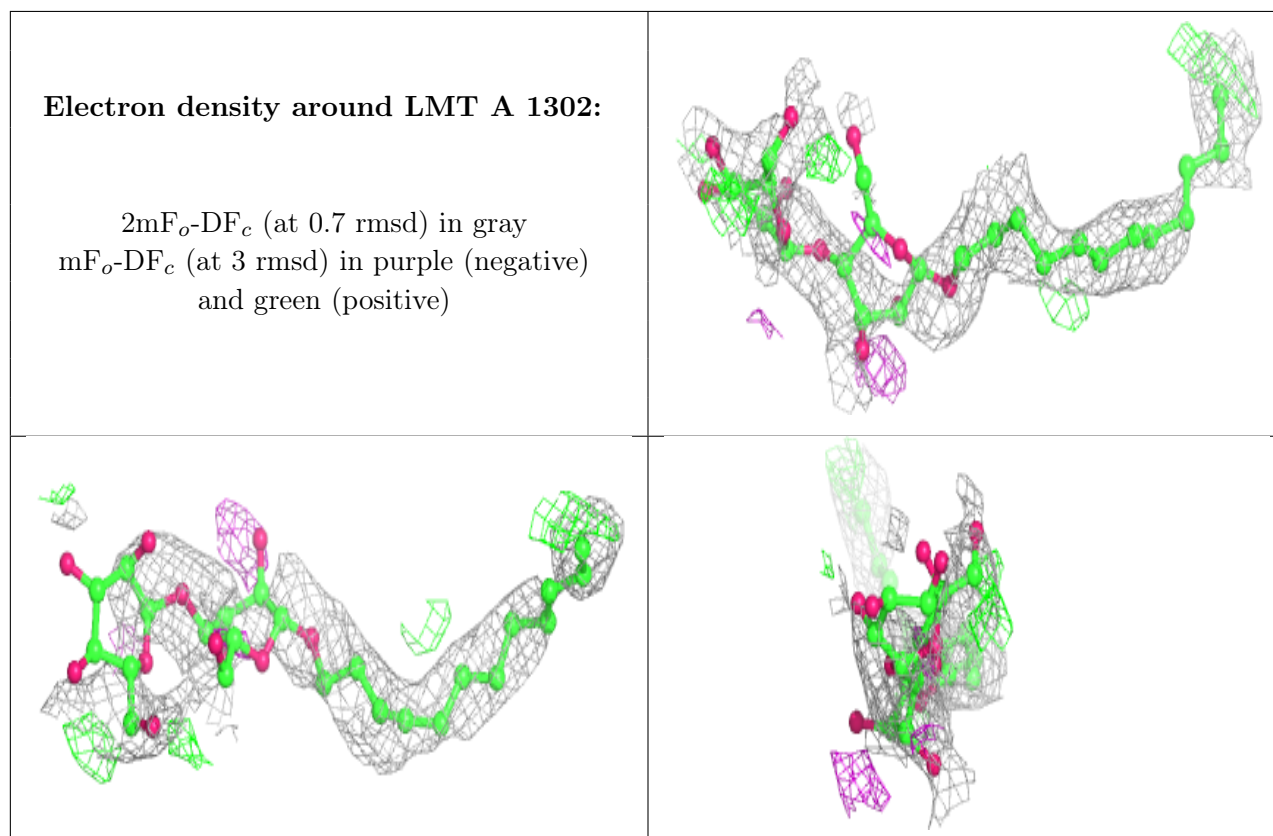 Electron density around LMT A 1302:
2mFₒ-DF𝒸 (at 0.7 rmsd) in gray
mFₒ-DF𝒸 (at 3 rmsd) in purple (negative)
and green (positive)